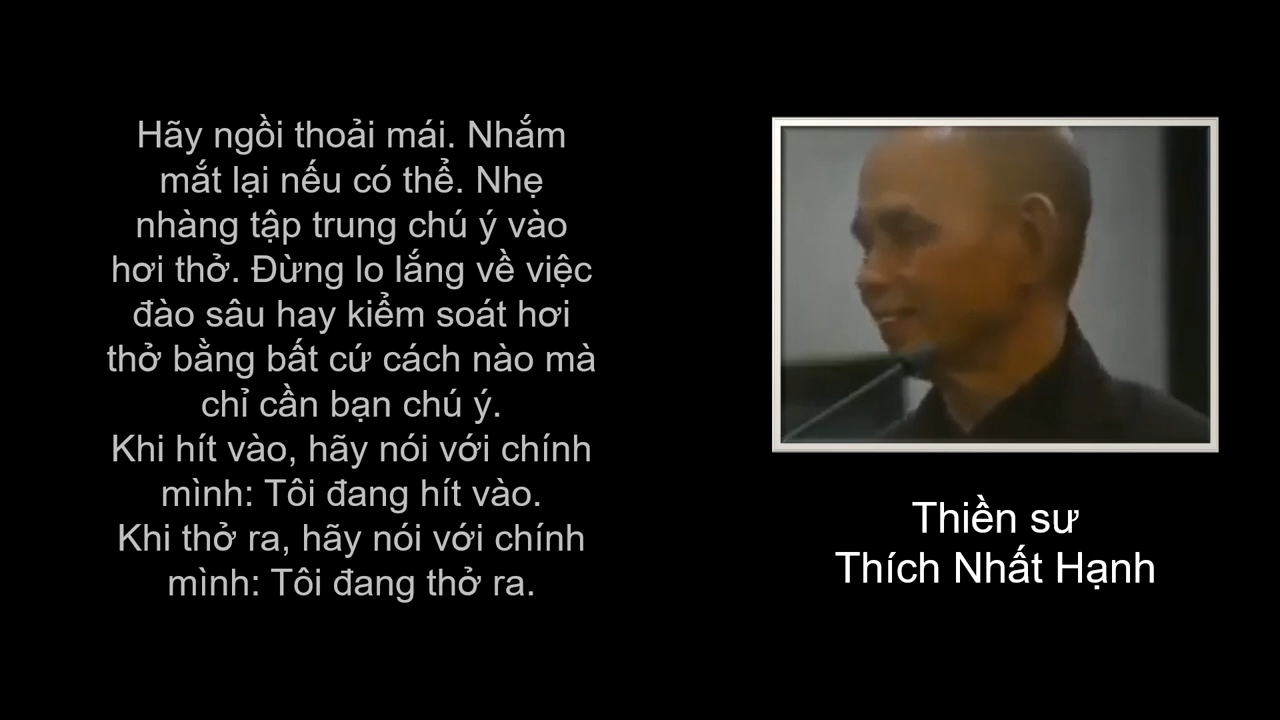 Hãy ngồi thoải mái. Nhắm
mắt lại nếu có thể. Nhẹ
nhàng tập trung chú ý vào
hơi thở. Đừng lo lắng về việc
đào sâu hay kiểm soát hơi
thở bằng bất cứ cách nào mà
chỉ cần bạn chú ý.
Khi hít vào, hãy nói với chính
mình: Tôi đang hít vào.
Khi thở ra, hãy nói với chính
mình: Tôi đang thở ra.
Thiền sư
Thích Nhất Hạnh